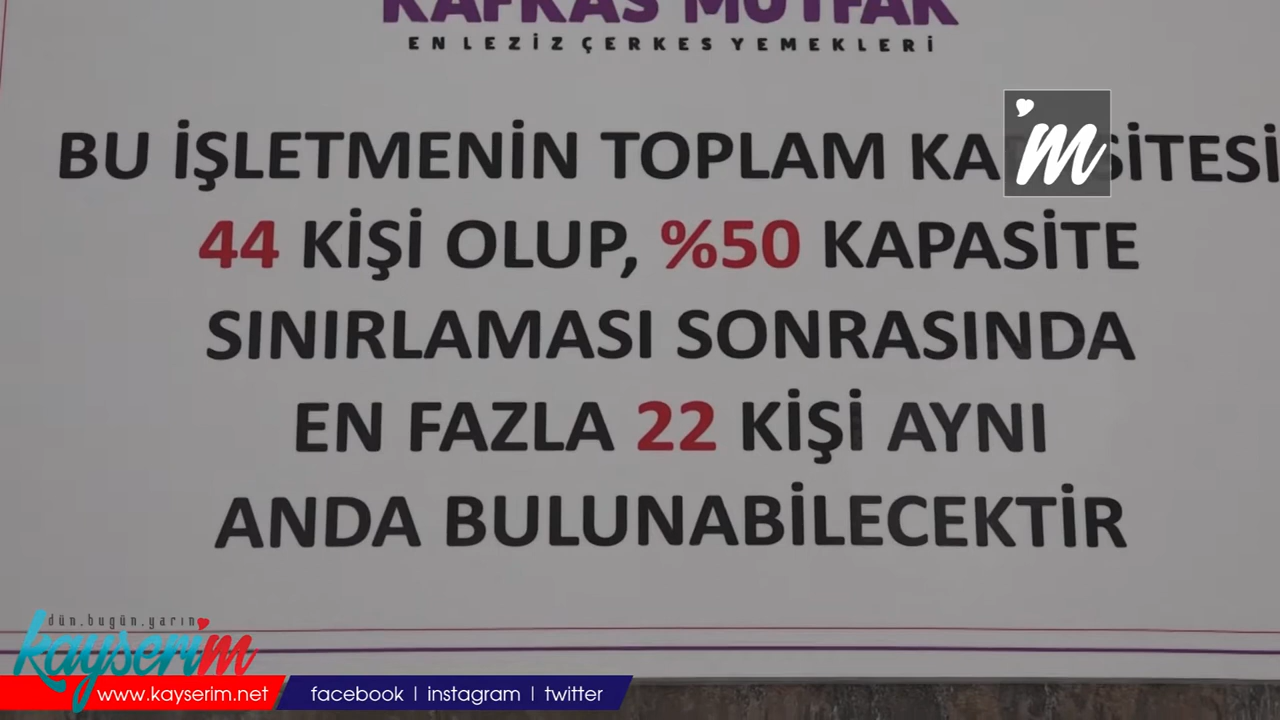 KAFKAS MUTFAK
EN LEZİZ ÇERKES YEMEKLERİ
'm
BU İŞLETMENİN TOPLAM KAPASİTESİ
44 KİŞİ OLUP, %50 KAPASİTE
SINIRLAMASI SONRASINDA
EN FAZLA 22 KİŞİ AYNI
ANDA BULUNABİLECEKTİR
dün.bugün.yarın
kayserim
www.kayserim.net facebook | instagram | twitter